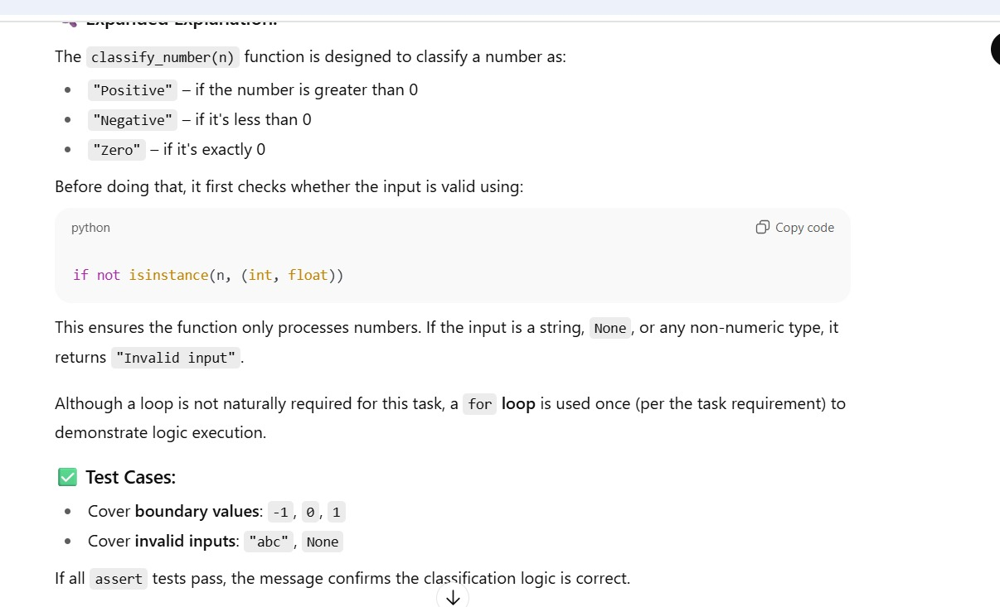 Expanded Explanation:
The classify_number(n) function is designed to classify a number as:
"Positive" – if the number is greater than 0
"Negative" – if it's less than 0
"Zero" – if it's exactly 0
Before doing that, it first checks whether the input is valid using:
python Copy code
if not isinstance(n, (int, float))
This ensures the function only processes numbers. If the input is a string, None, or any non-numeric type, it
returns "Invalid input".
Although a loop is not naturally required for this task, a for loop is used once (per the task requirement) to
demonstrate logic execution.
✅ Test Cases:
Cover boundary values: -1, 0, 1
Cover invalid inputs: "abc", None
If all assert tests pass, the message confirms the classification logic is correct.